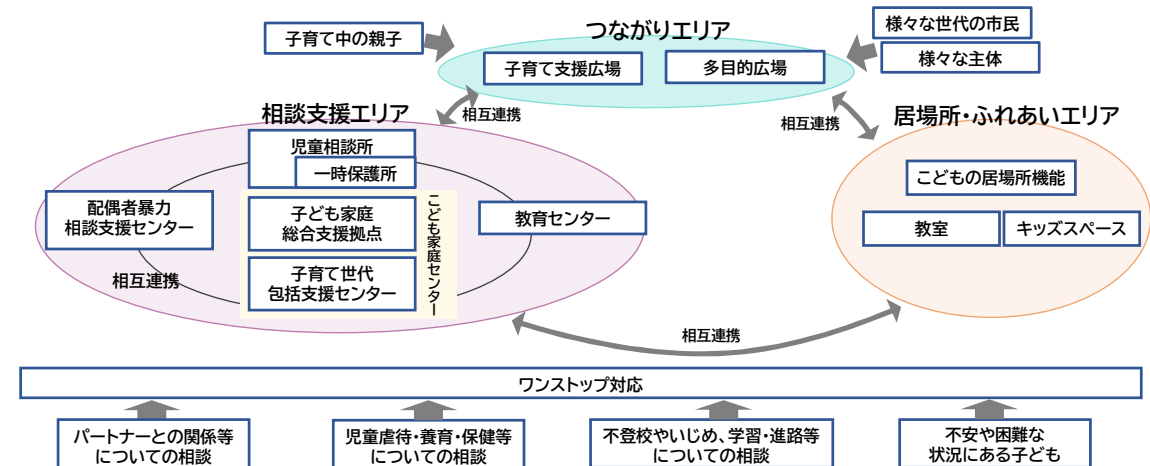 つながりエリア
子育て中の親子
様々な世代の市民
様々な主体
子育て支援広場
多目的広場
相談支援エリア
相互連携
相互連携
居場所・ふれあいエリア
児童相談所
一時保護所
配偶者暴力
相談支援センター
子ども家庭
総合支援拠点
こども家庭センター
教育センター
子育て世代
包括支援センター
相互連携
こどもの居場所機能
教室
キッズスペース
相互連携
ワンストップ対応
パートナーとの関係等
についての相談
児童虐待・養育・保健等
についての相談
不登校やいじめ、学習・進路等
についての相談
不安や困難な
状況にある子ども